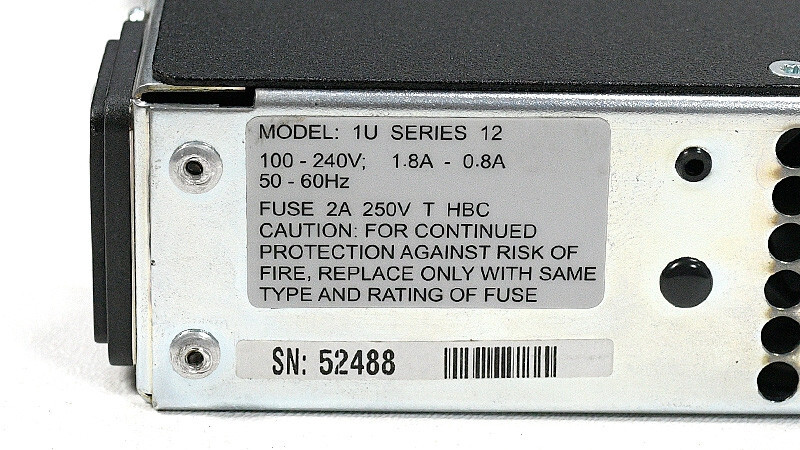 MODEL: 1U SERIES 12
100 - 240V; 1.8A - 0.8A
50 - 60Hz
FUSE 2A 250V T HBC
CAUTION: FOR CONTINUED
PROTECTION AGAINST RISK OF
FIRE, REPLACE ONLY WITH SAME
TYPE AND RATING OF FUSE
SN: 52488